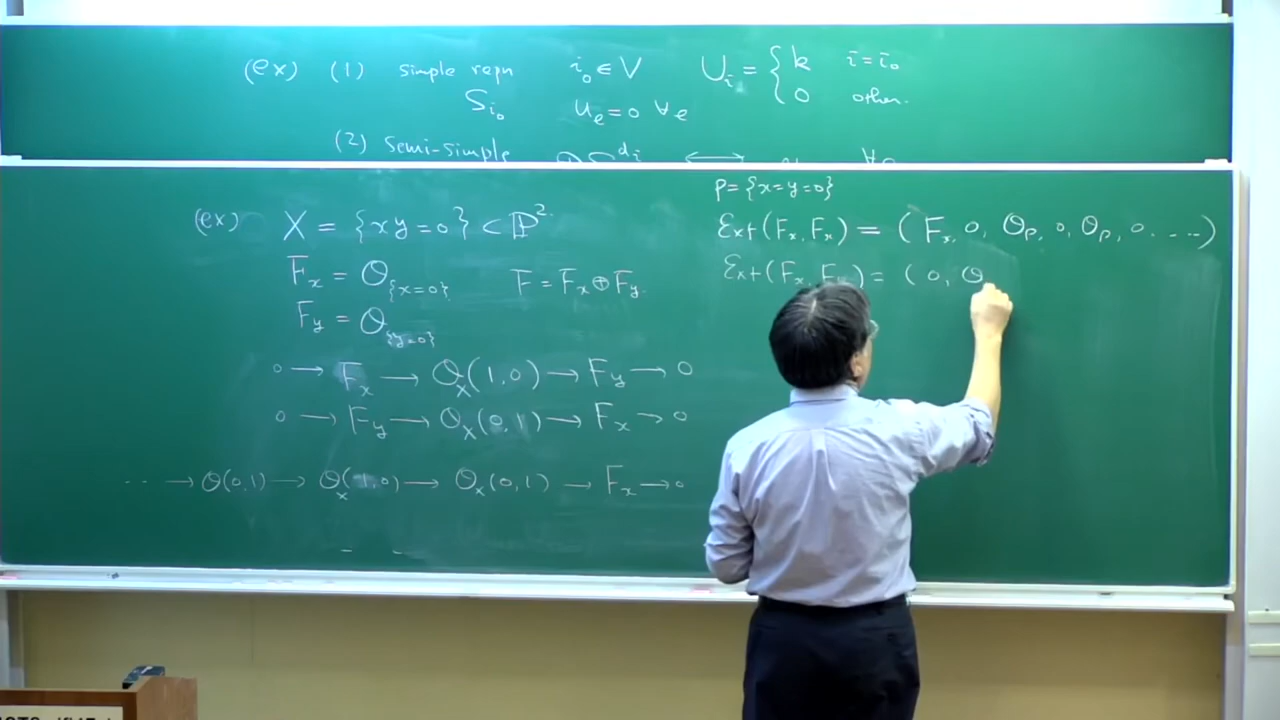 (ex) (1) simple repn i₀∈V U_i = { k i=i₀
0 other.
S_{i₀} u_e=0 ∀e
(2) semi-simple
(ex) X = {xy=0} ⊂ ℙ²
F_x = O_{x=0} F = F_x⊕F_y.
F_y = O_{y=0}
0 → F_x → O_X(1,0) → F_y → 0
0 → F_y → O_X(0,1) → F_x → 0
... → O(0,1) → O_X(1,0) → O_X(0,1) → F_x → 0
P={x=y=0}
Ext(F_x, F_x) = (F_x, 0, O_P, 0, O_P, 0, ....)
Ext(F_x, F_y) = (0, O